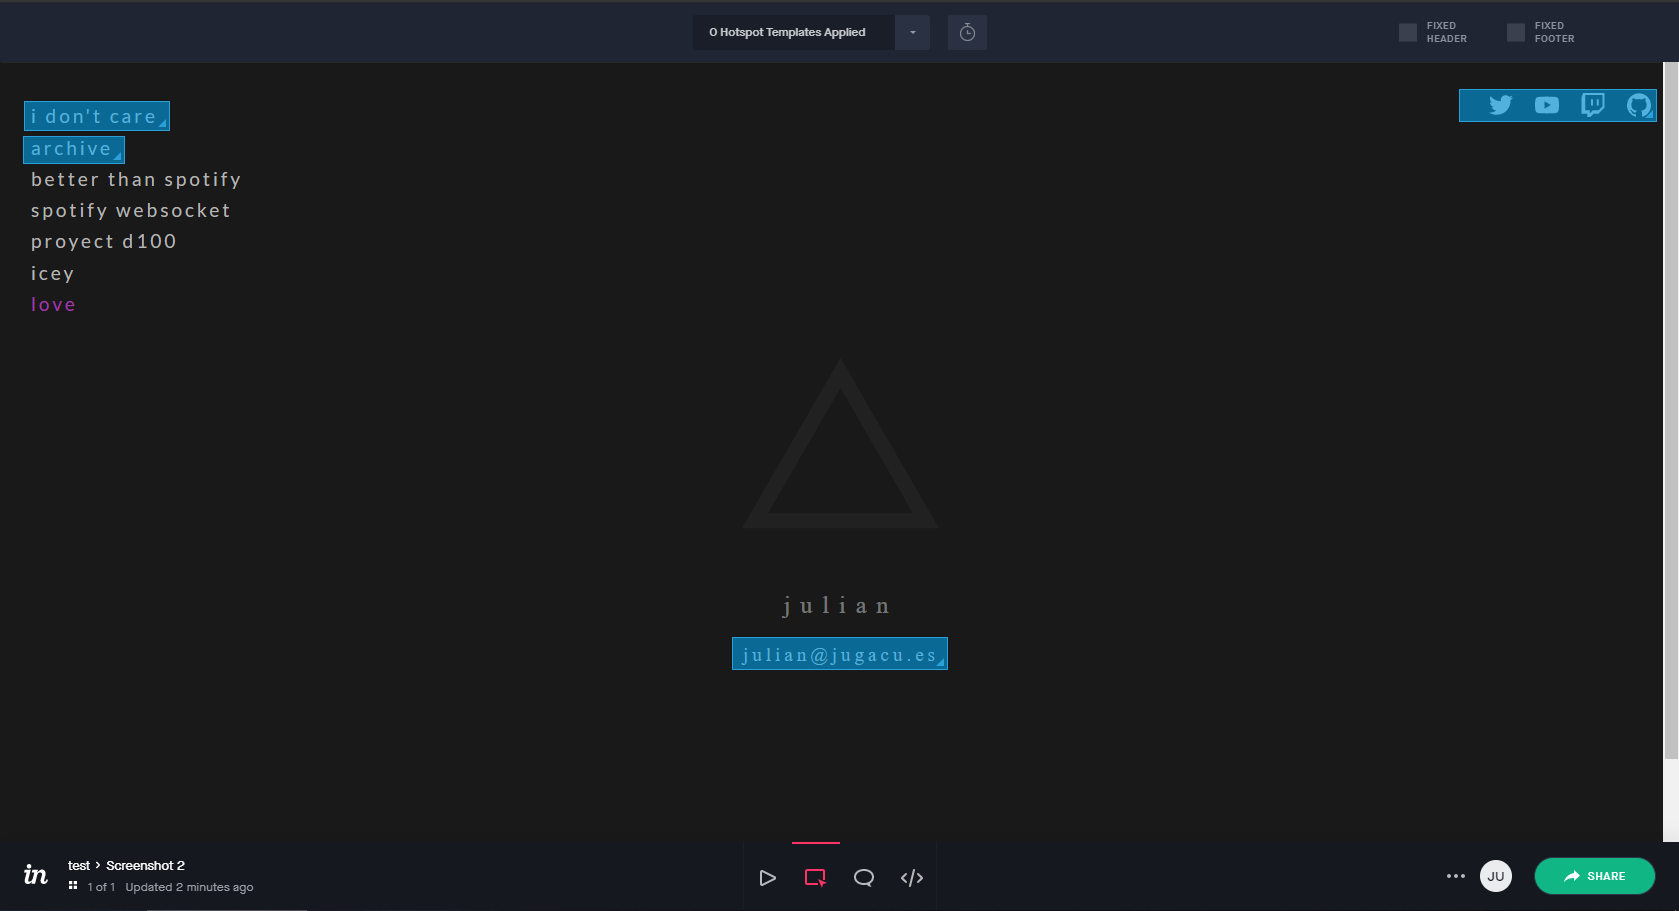 0 Hotspot Templates Applied
FIXED
HEADER
FIXED
FOOTER
i don't care
archive
better than spotify
spotify websocket
proyect d100
icey
love
julian
julian@jugacu.es
in
test > Screenshot 2
1 of 1 Updated 2 minutes ago
JU
SHARE